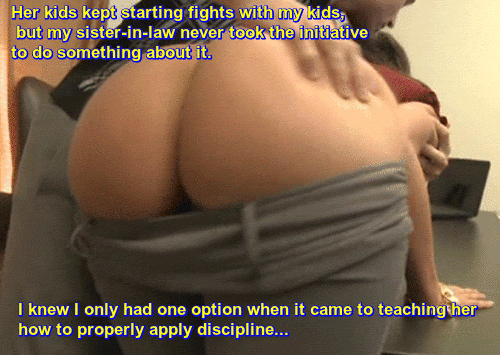 Her kids kept starting fights with my kids,
but my sister-in-law never took the initiative
to do something about it.
I knew I only had one option when it came to teaching her
how to properly apply discipline...